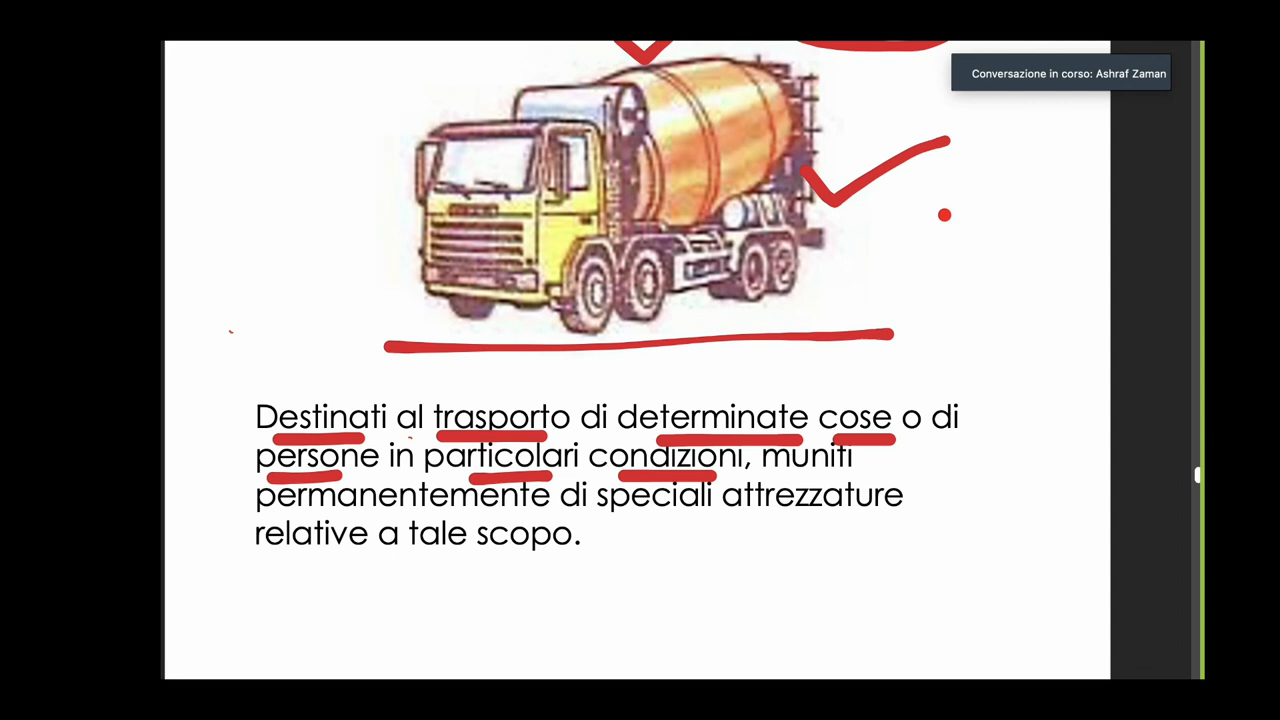 Conversazione in corso: Ashraf Zaman
Destinati al trasporto di determinate cose o di
persone in particolari condizioni, muniti
permanentemente di speciali attrezzature
relative a tale scopo.